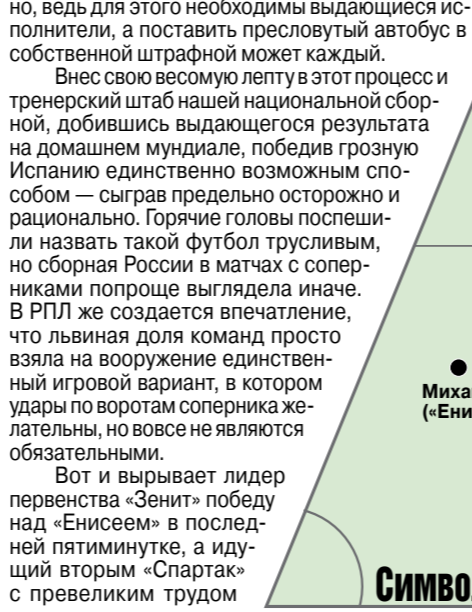 но, ведь для этого необходимы выдающиеся ис-
полнители, а поставить пресловутый автобус в
собственной штрафной может каждый.
Внес свою весомую лепту в этот процесс и
тренерский штаб нашей национальной сбор-
ной, добившись выдающегося результата
на домашнем мундиале, победив грозную
Испанию единственно возможным спо-
собом — сыграв предельно осторожно и
рационально. Горячие головы поспеши-
ли назвать такой футбол трусливым,
но сборная России в матчах с сопер-
никами попроще выглядела иначе.
В РПЛ же создается впечатление,
что львиная доля команд просто
взяла на вооружение единствен-
ный игровой вариант, в котором
удары по воротам соперника же-
лательны, но вовсе не являются
обязательными.
Вот и вырывает лидер
первенства «Зенит» победу
над «Енисеем» в послед-
ней пятиминутке, а иду-
щий вторым «Спартак»
с превеликим трудом
Миха
(«Ени
Симво